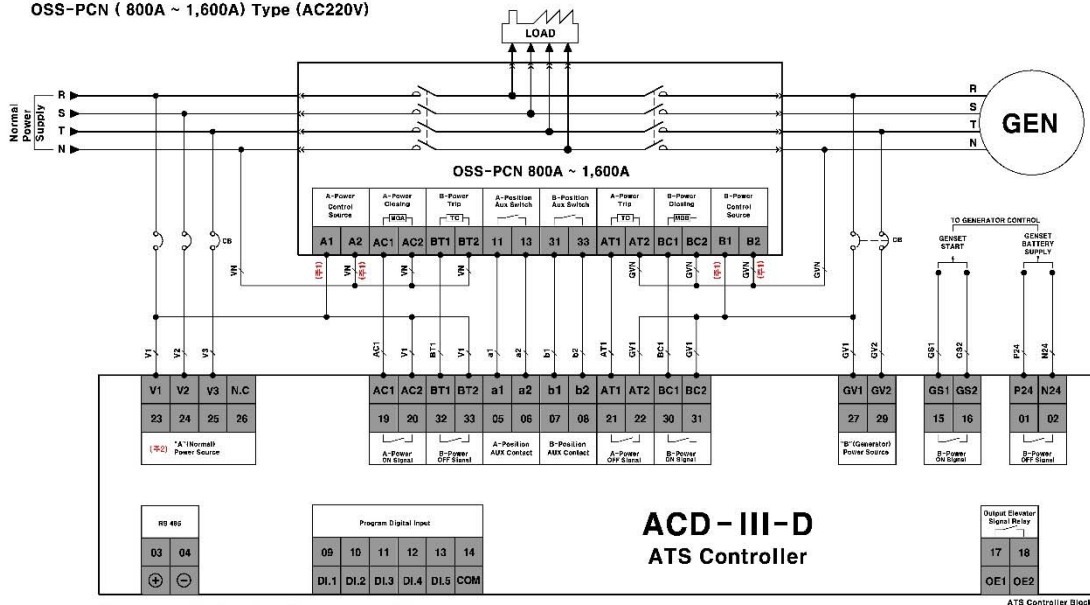 OSS-PCN ( 800A ~ 1,600A) Type (AC220V)
LOAD
Normal
Power
Supply
R
S
T
N
R
S
T
N
GEN
OSS-PCN 800A ~ 1,600A
A-Power
Control
Source
A-Power
Closing
MOA
B-Power
Trip
TC
A-Position
Aux Switch
B-Position
Aux Switch
A-Power
Trip
TC
B-Power
Closing
MOB
B-Power
Control
Source
A1 A2 AC1 AC2 BT1 BT2 11 13 31 33 AT1 AT2 BC1 BC2 B1 B2
CB
CB
TO GENERATOR CONTROL
GENSET
START
GENSET
BATTERY
SUPPLY
VN (주1) VN (주1) VN VN GVN GVN (주1) GVN (주1) GVN
V1 V2 V3 AC1 V1 BT1 V1 a1 a2 b1 b2 AT1 GV1 BC1 GV1 GV1 GV2 GS1 GS2 P24 N24
V1 V2 V3 N.C AC1 AC2 BT1 BT2 a1 a2 b1 b2 AT1 AT2 BC1 BC2 GV1 GV2 GS1 GS2 P24 N24
23 24 25 26 19 20 32 33 05 06 07 08 21 22 30 31 27 29 15 16 01 02
(주2) "A"(Normal)
Power Source
A-Power
ON Signal
B-Power
OFF Signal
A-Position
AUX Contact
B-Position
AUX Contact
A-Power
OFF Signal
B-Power
ON Signal
"B"(Generator)
Power Source
B-Power
ON Signal
B-Power
OFF Signal
RS 485
03 04
⊕ ⊖
Program Digital Input
09 10 11 12 13 14
DI.1 DI.2 DI.3 DI.4 DI.5 COM
ACD-III-D
ATS Controller
Output Elevator
Signal Relay
17 18
OE1 OE2
ATS Controller Block